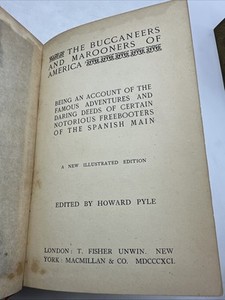 THE BUCCANEERS
AND MAROONERS OF
AMERICA
BEING AN ACCOUNT OF THE
FAMOUS ADVENTURES AND
DARING DEEDS OF CERTAIN
NOTORIOUS FREEBOOTERS
OF THE SPANISH MAIN
A NEW ILLUSTRATED EDITION
EDITED BY HOWARD PYLE
LONDON: T. FISHER UNWIN. NEW
YORK: MACMILLAN & CO. MDCCCXCI.